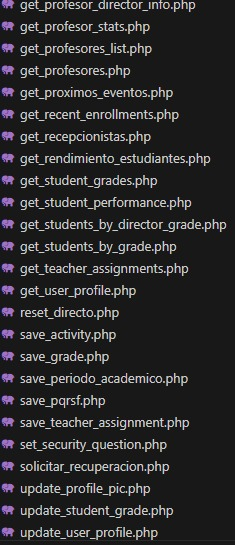 get_profesor_director_info.php
get_profesor_stats.php
get_profesores_list.php
get_profesores.php
get_proximos_eventos.php
get_recent_enrollments.php
get_recepcionistas.php
get_rendimiento_estudiantes.php
get_student_grades.php
get_student_performance.php
get_students_by_director_grade.php
get_students_by_grade.php
get_teacher_assignments.php
get_user_profile.php
reset_directo.php
save_activity.php
save_grade.php
save_periodo_academico.php
save_pqrsf.php
save_teacher_assignment.php
set_security_question.php
solicitar_recuperacion.php
update_profile_pic.php
update_student_grade.php
update_user_profile.php